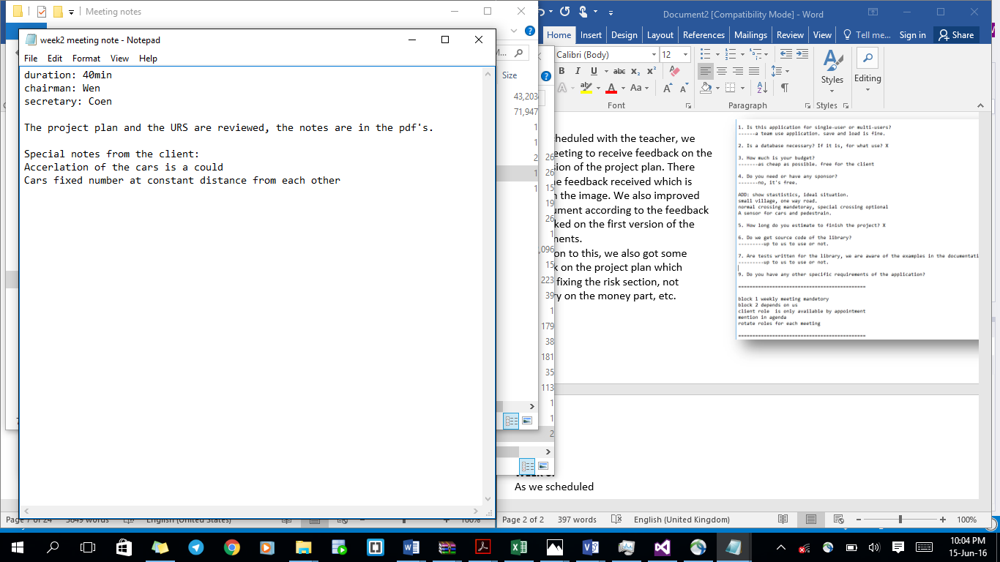 Meeting notes
week2 meeting note - Notepad
File Edit Format View Help
duration: 40min
chairman: Wen
secretary: Coen
The project plan and the URS are reviewed, the notes are in the pdf's.
Special notes from the client:
Accerlation of the cars is a could
Cars fixed number at constant distance from each other
M...
Size
43,203
71,947
1
1
2
1
1
26
26
15
19
26
1
,096
15
223
39
1
179
38
181
35
113
1
1
2
Document2 [Compatibility Mode] - Word
Home Insert Design Layout References Mailings Review View Tell me... Sign in Share
Calibri (Body) 12
B I U abc x₂ x²
A aby A Aa A A
Styles Editing
Font Paragraph Styles
heduled with the teacher, we
eeting to receive feedback on the
sion of the project plan. There
e feedback received which is
the image. We also improved
ument according to the feedback
ked on the first version of the
ents.
on to this, we also got some
k on the project plan which
fixing the risk section, not
y on the money part, etc.
1. Is this application for single-user or multi-users?
------a team use application. save and load is fine.
2. Is a database necessary? If it is, for what use? X
3. How much is your budget?
-------as cheap as possible. free for the client
4. Do you need or have any sponsor?
-------no, it's free.
ADD: show stastistics, ideal situation.
small village, one way road.
normal crossing mandetoray, special crossing optional
A sensor for cars and pedestrain.
5. How long do you estimate to finish the project? X
6. Do we get source code of the library?
---------up to us to use or not.
7. Are tests written for the library, we are aware of the examples in the documentati
---------up to us to use or not.
9. Do you have any other specific requirements of the application?
=============================================
block 1 weekly meeting mandetory
block 2 depends on us
client role is only available by appointment
mention in agenda
rotate roles for each meeting
=============================================
As we scheduled
Page 7 of 24 3849 words English (United States) 100%
Page 2 of 2 397 words English (United Kingdom) 100%
10:04 PM
15-Jun-16